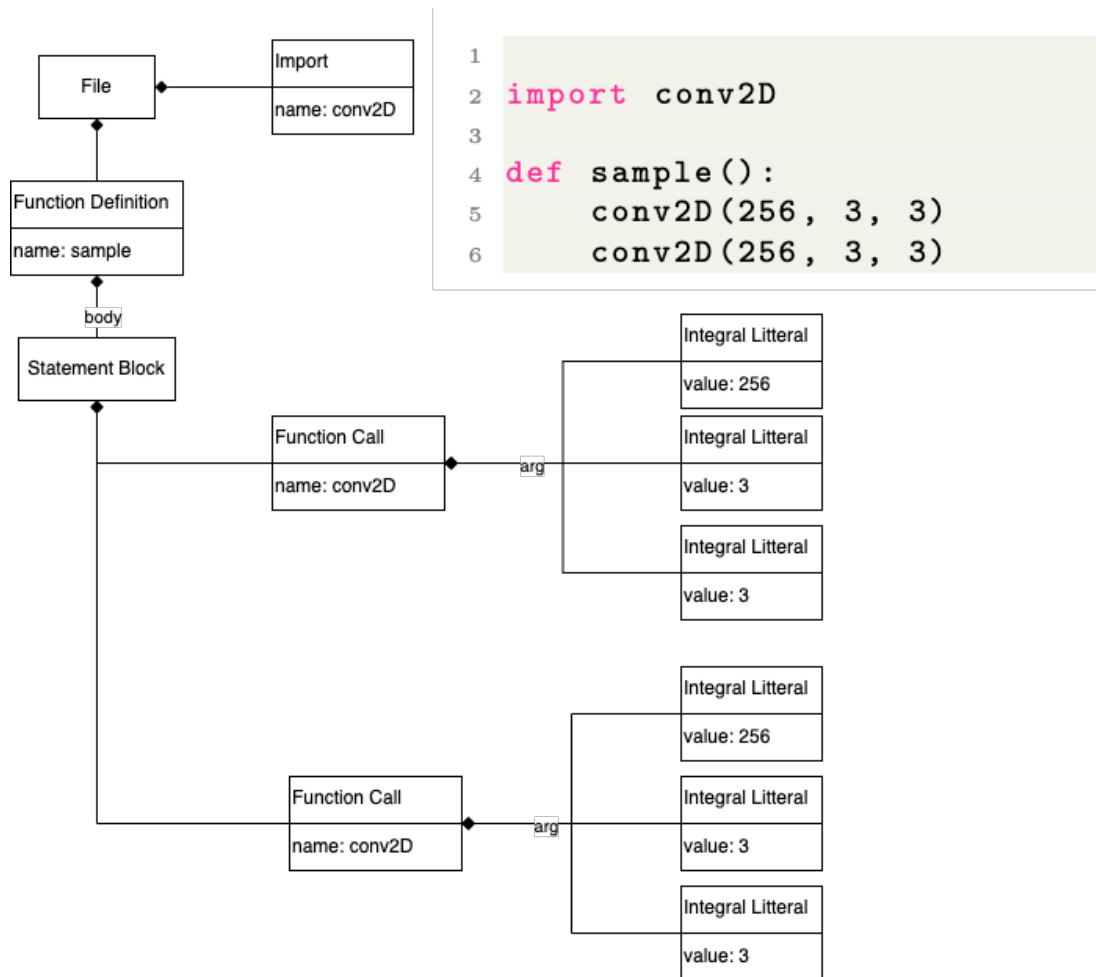 File
Import
name: conv2D
1
2 import conv2D
3
4 def sample():
5 conv2D(256, 3, 3)
6 conv2D(256, 3, 3)
Function Definition
name: sample
body
Statement Block
Function Call
name: conv2D
arg
Integral Litteral
value: 256
Integral Litteral
value: 3
Integral Litteral
value: 3
Function Call
name: conv2D
arg
Integral Litteral
value: 256
Integral Litteral
value: 3
Integral Litteral
value: 3